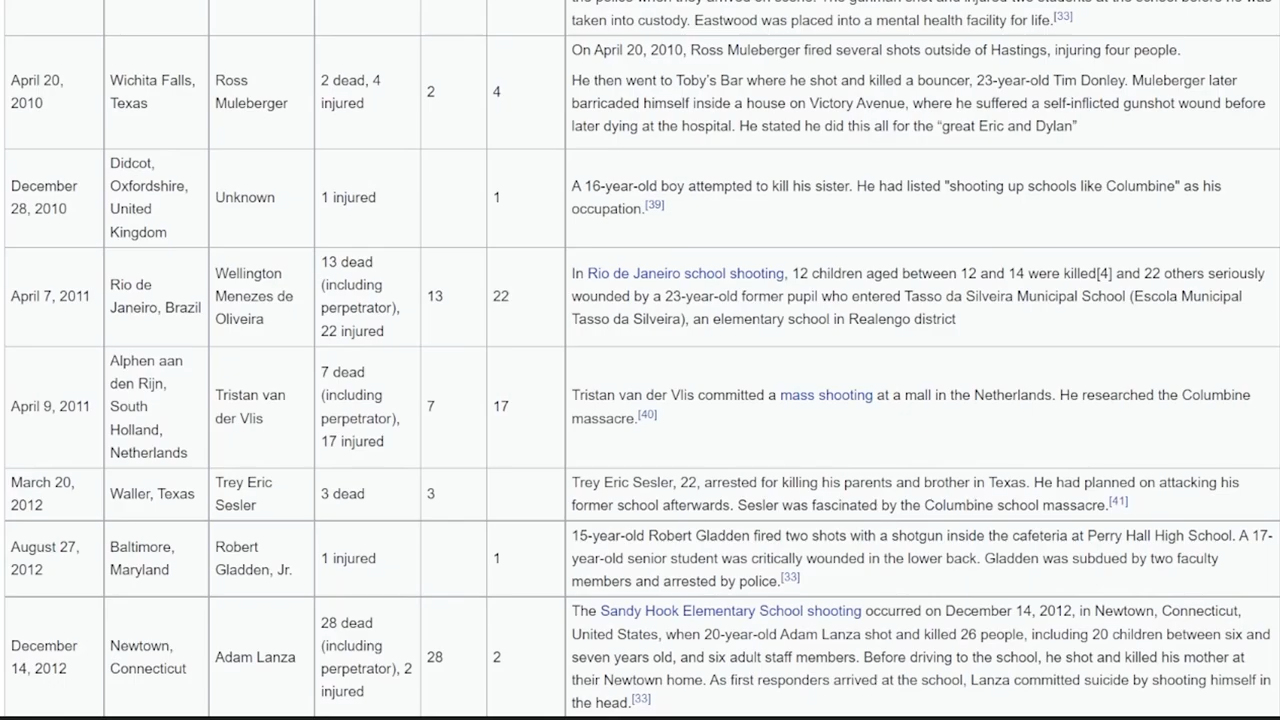 the police when they arrived on scene. The gunman shot and injured two students at the school before he was
taken into custody. Eastwood was placed into a mental health facility for life.[33]
April 20,
2010
Wichita Falls,
Texas
Ross
Muleberger
2 dead, 4
injured
2
4
On April 20, 2010, Ross Muleberger fired several shots outside of Hastings, injuring four people.
He then went to Toby's Bar where he shot and killed a bouncer, 23-year-old Tim Donley. Muleberger later
barricaded himself inside a house on Victory Avenue, where he suffered a self-inflicted gunshot wound before
later dying at the hospital. He stated he did this all for the “great Eric and Dylan”
December
28, 2010
Didcot,
Oxfordshire,
United
Kingdom
Unknown
1 injured
1
A 16-year-old boy attempted to kill his sister. He had listed "shooting up schools like Columbine" as his
occupation.[39]
April 7, 2011
Rio de
Janeiro, Brazil
Wellington
Menezes de
Oliveira
13 dead
(including
perpetrator),
22 injured
13
22
In Rio de Janeiro school shooting, 12 children aged between 12 and 14 were killed[4] and 22 others seriously
wounded by a 23-year-old former pupil who entered Tasso da Silveira Municipal School (Escola Municipal
Tasso da Silveira), an elementary school in Realengo district
April 9, 2011
Alphen aan
den Rijn,
South
Holland,
Netherlands
Tristan van
der Vlis
7 dead
(including
perpetrator),
17 injured
7
17
Tristan van der Vlis committed a mass shooting at a mall in the Netherlands. He researched the Columbine
massacre.[40]
March 20,
2012
Waller, Texas
Trey Eric
Sesler
3 dead
3
Trey Eric Sesler, 22, arrested for killing his parents and brother in Texas. He had planned on attacking his
former school afterwards. Sesler was fascinated by the Columbine school massacre.[41]
August 27,
2012
Baltimore,
Maryland
Robert
Gladden, Jr.
1 injured
1
15-year-old Robert Gladden fired two shots with a shotgun inside the cafeteria at Perry Hall High School. A 17-
year-old senior student was critically wounded in the lower back. Gladden was subdued by two faculty
members and arrested by police.[33]
December
14, 2012
Newtown,
Connecticut
Adam Lanza
28 dead
(including
perpetrator), 2
injured
28
2
The Sandy Hook Elementary School shooting occurred on December 14, 2012, in Newtown, Connecticut,
United States, when 20-year-old Adam Lanza shot and killed 26 people, including 20 children between six and
seven years old, and six adult staff members. Before driving to the school, he shot and killed his mother at
their Newtown home. As first responders arrived at the school, Lanza committed suicide by shooting himself in
the head.[33]